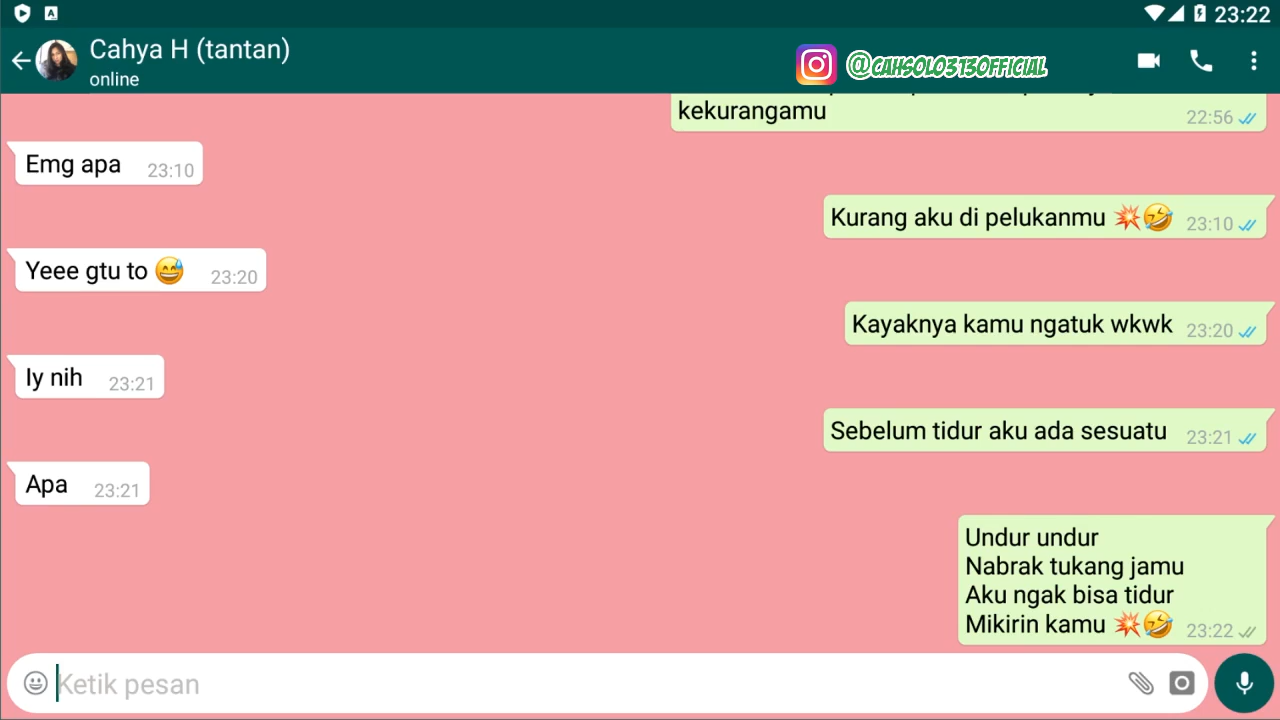 23:22
Cahya H (tantan)
online
@CAHSOLO313OFFICIAL
kekurangamu
22:56
Emg apa 23:10
Kurang aku di pelukanmu 💥🤣 23:10
Yeee gtu to 😅 23:20
Kayaknya kamu ngatuk wkwk 23:20
Iy nih 23:21
Sebelum tidur aku ada sesuatu 23:21
Apa 23:21
Undur undur
Nabrak tukang jamu
Aku ngak bisa tidur
Mikirin kamu 💥🤣 23:22
Ketik pesan